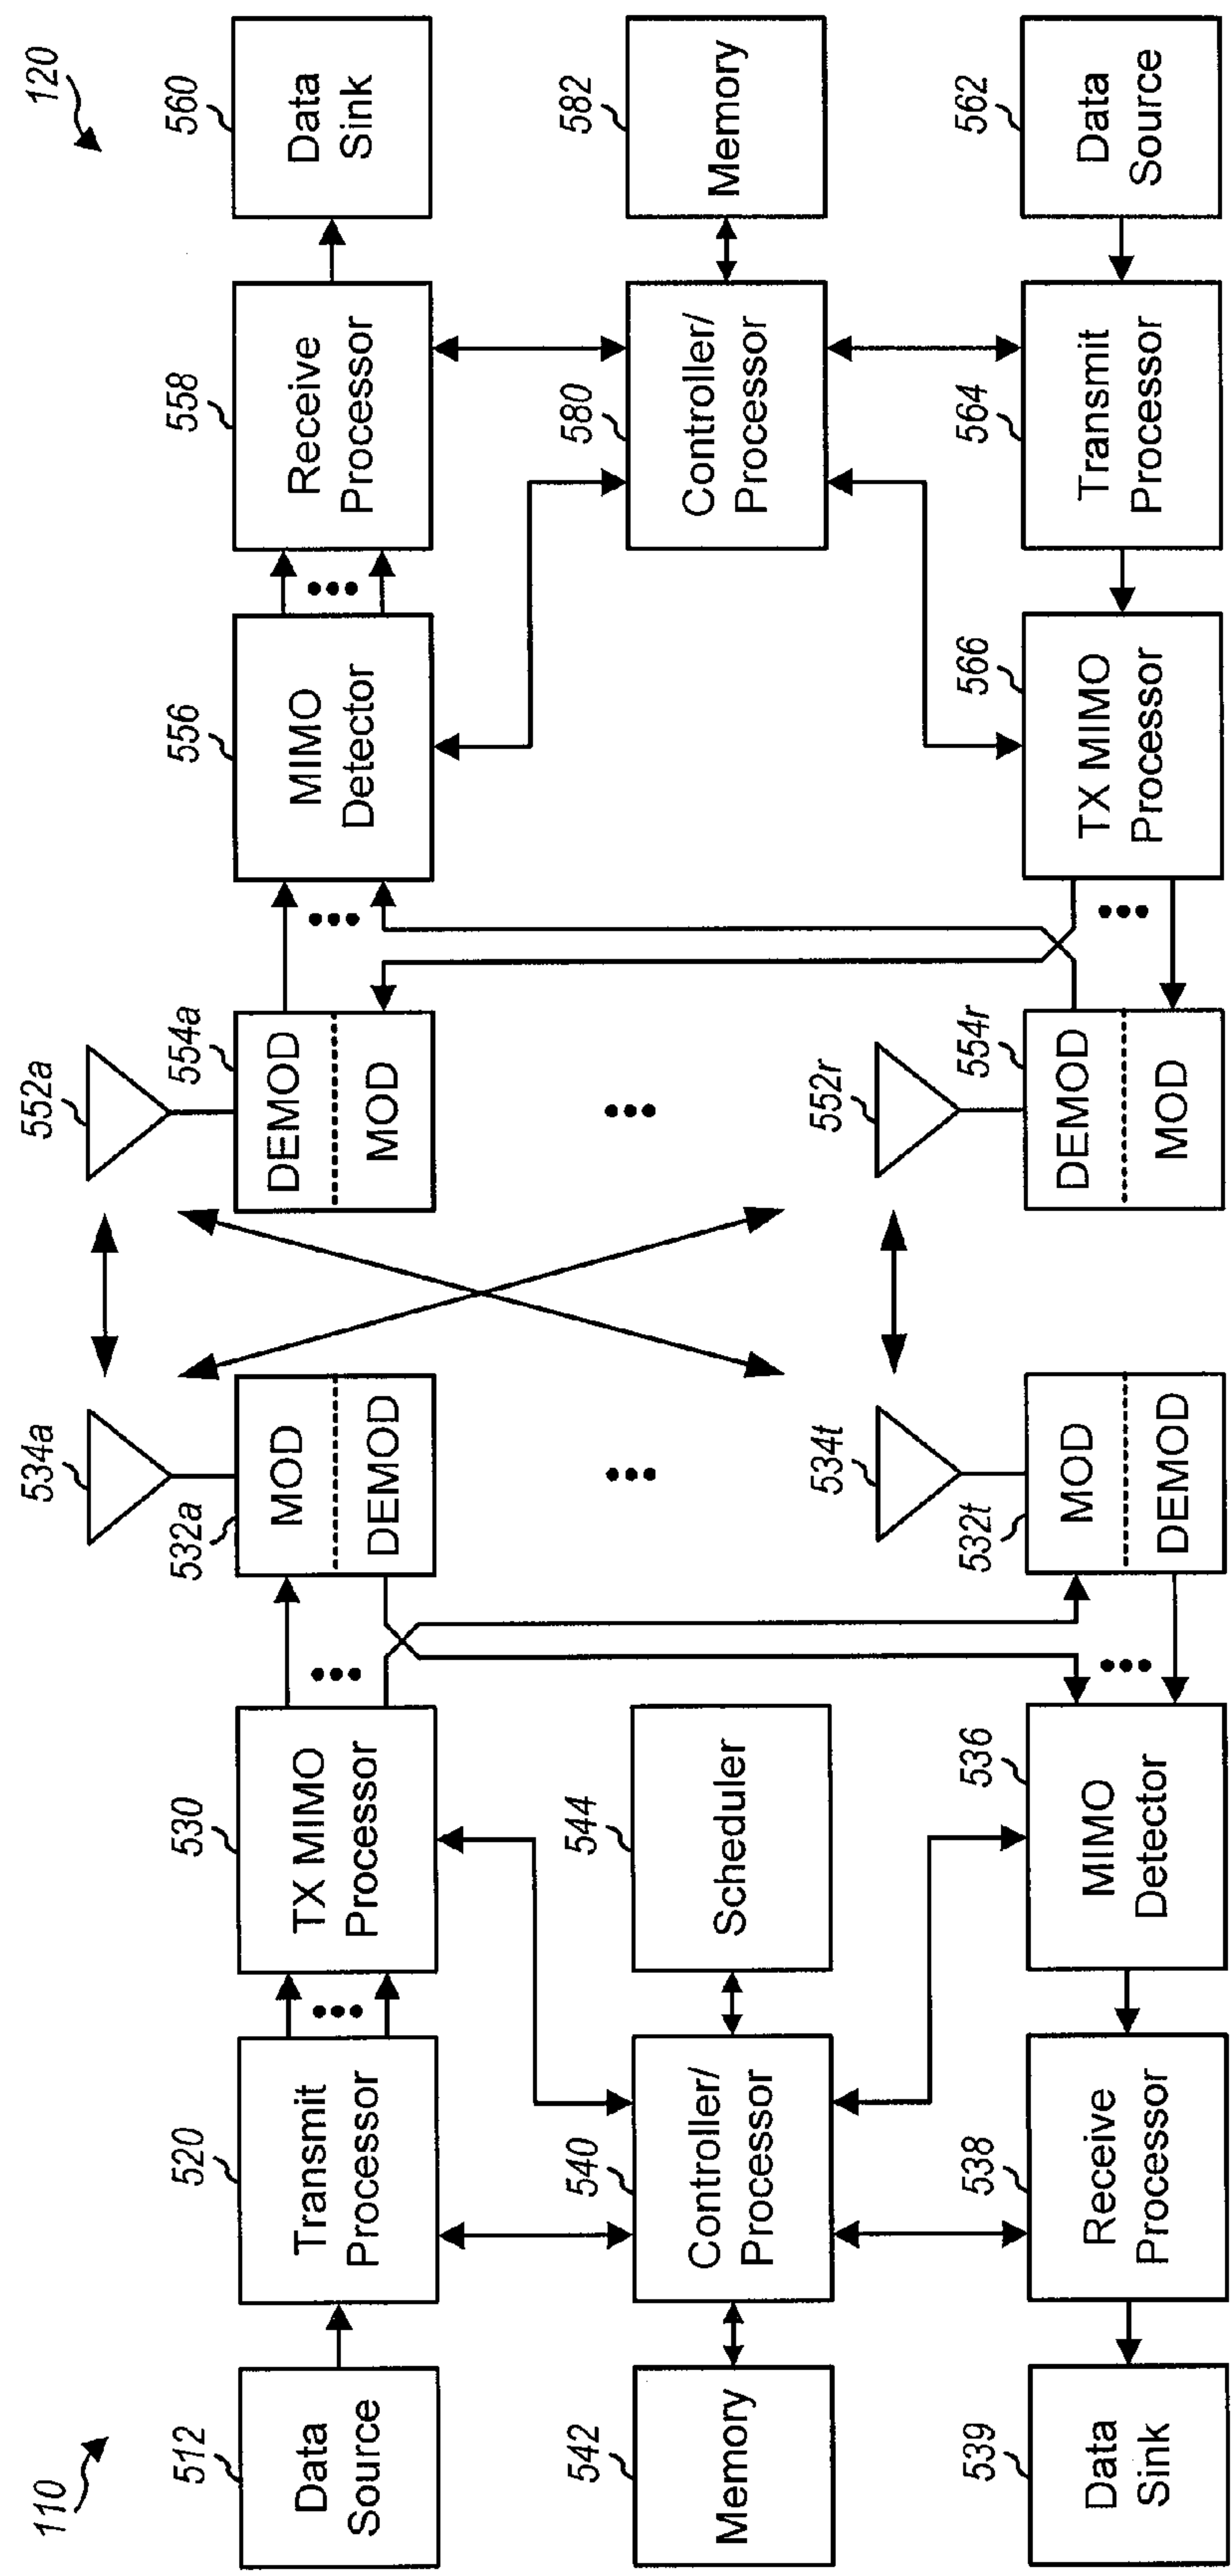 110
120
512
Data
Source
520
Transmit
Processor
530
TX MIMO
Processor
532a
MOD
DEMOD
534a
552a
554a
DEMOD
MOD
556
MIMO
Detector
558
Receive
Processor
560
Data
Sink
542
Memory
540
Controller/
Processor
544
Scheduler
580
Controller/
Processor
582
Memory
539
Data
Sink
538
Receive
Processor
536
MIMO
Detector
532t
MOD
DEMOD
534t
552r
554r
DEMOD
MOD
566
TX MIMO
Processor
564
Transmit
Processor
562
Data
Source